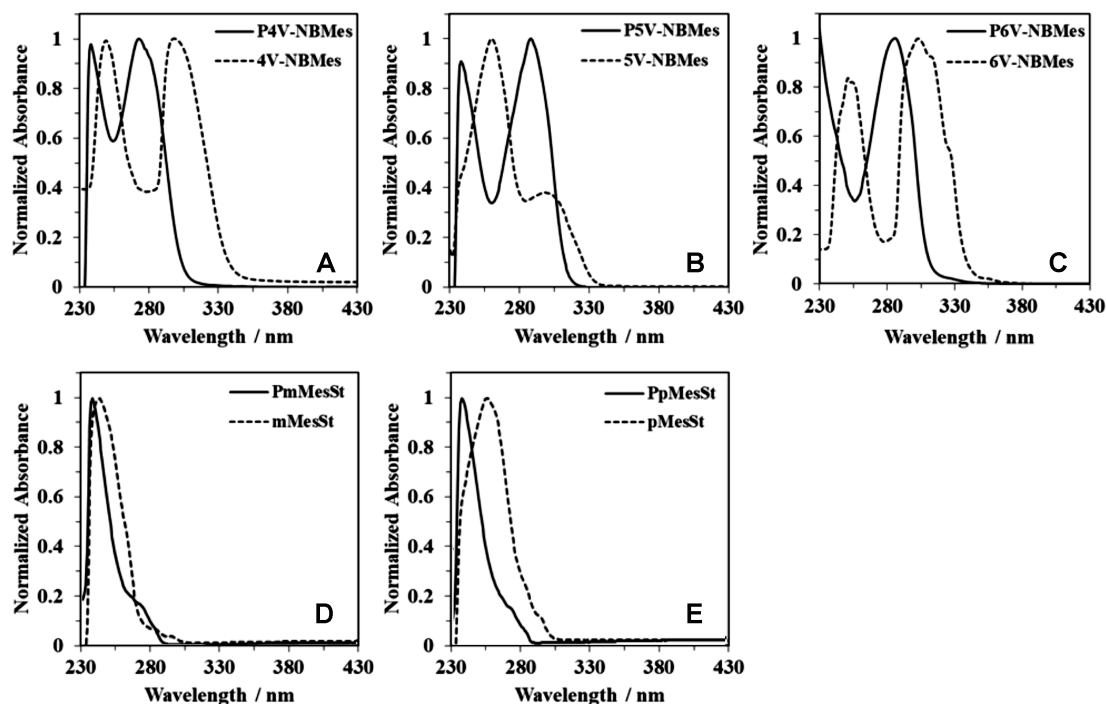 Normalized Absorbance
1
0.8
0.6
0.4
0.2
0
P4V-NBMes
4V-NBMes
A
230 280 330 380 430
Wavelength / nm
Normalized Absorbance
1
0.8
0.6
0.4
0.2
0
P5V-NBMes
5V-NBMes
B
230 280 330 380 430
Wavelength / nm
Normalized Absorbance
1
0.8
0.6
0.4
0.2
0
P6V-NBMes
6V-NBMes
C
230 280 330 380 430
Wavelength / nm
Normalized Absorbance
1
0.8
0.6
0.4
0.2
0
PmMesSt
mMesSt
D
230 280 330 380 430
Wavelength / nm
Normalized Absorbance
1
0.8
0.6
0.4
0.2
0
PpMesSt
pMesSt
E
230 280 330 380 430
Wavelength / nm